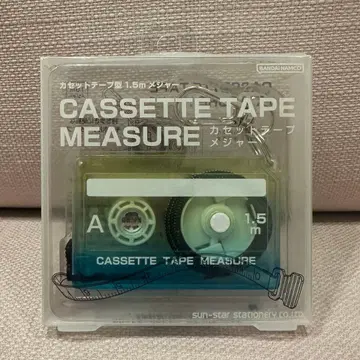 BANDAI NAMCO
カセットテープ型 1.5m メジャー
CASSETTE TAPE
MEASURE カセットテープ
メジャー
A
1.5
m
CASSETTE TAPE MEASURE
sun-star stationery co.,ltd.